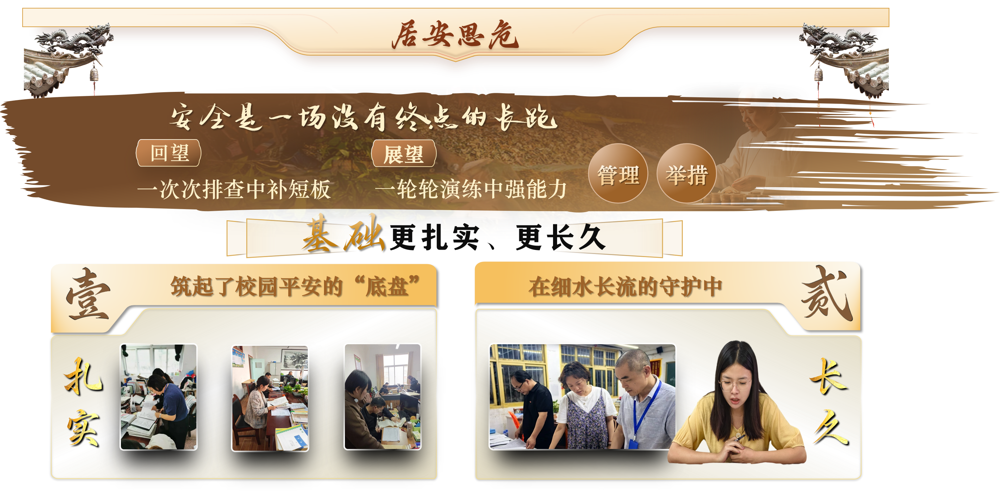 居安思危
安全是一场没有终点的长跑
回望
展望
一次次排查中补短板
一轮轮演练中强能力
管理
举措
基础更扎实、更长久
壹
筑起了校园平安的“底盘”
扎实
在细水长流的守护中
贰
长久